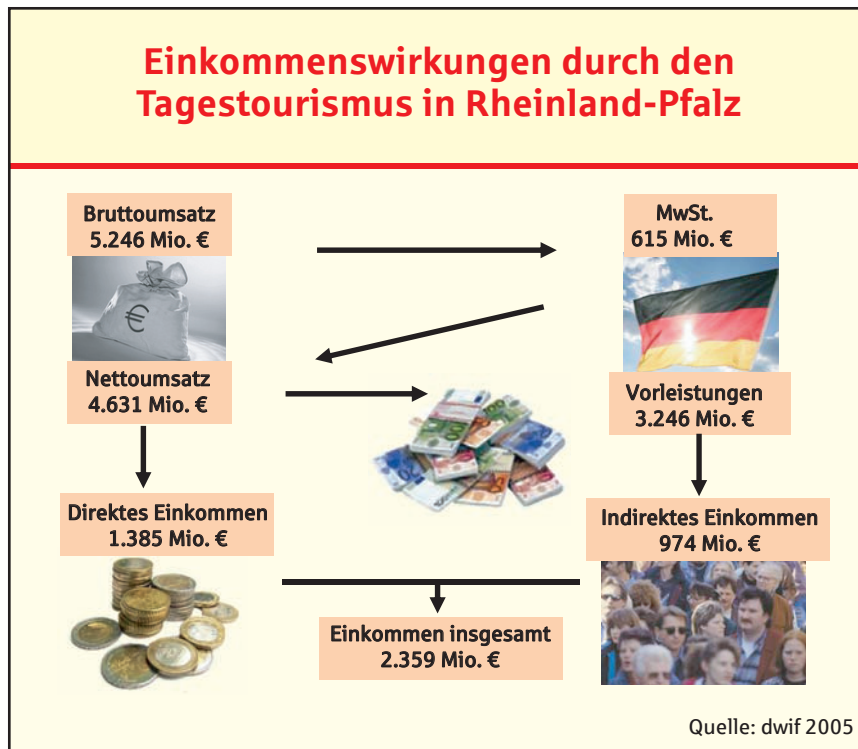 Einkommenswirkungen durch den
Tagestourismus in Rheinland-Pfalz
Bruttoumsatz
5.246 Mio. €
MwSt.
615 Mio. €
€
Nettoumsatz
4.631 Mio. €
Vorleistungen
3.246 Mio. €
Direktes Einkommen
1.385 Mio. €
Indirektes Einkommen
974 Mio. €
Einkommen insgesamt
2.359 Mio. €
Quelle: dwif 2005